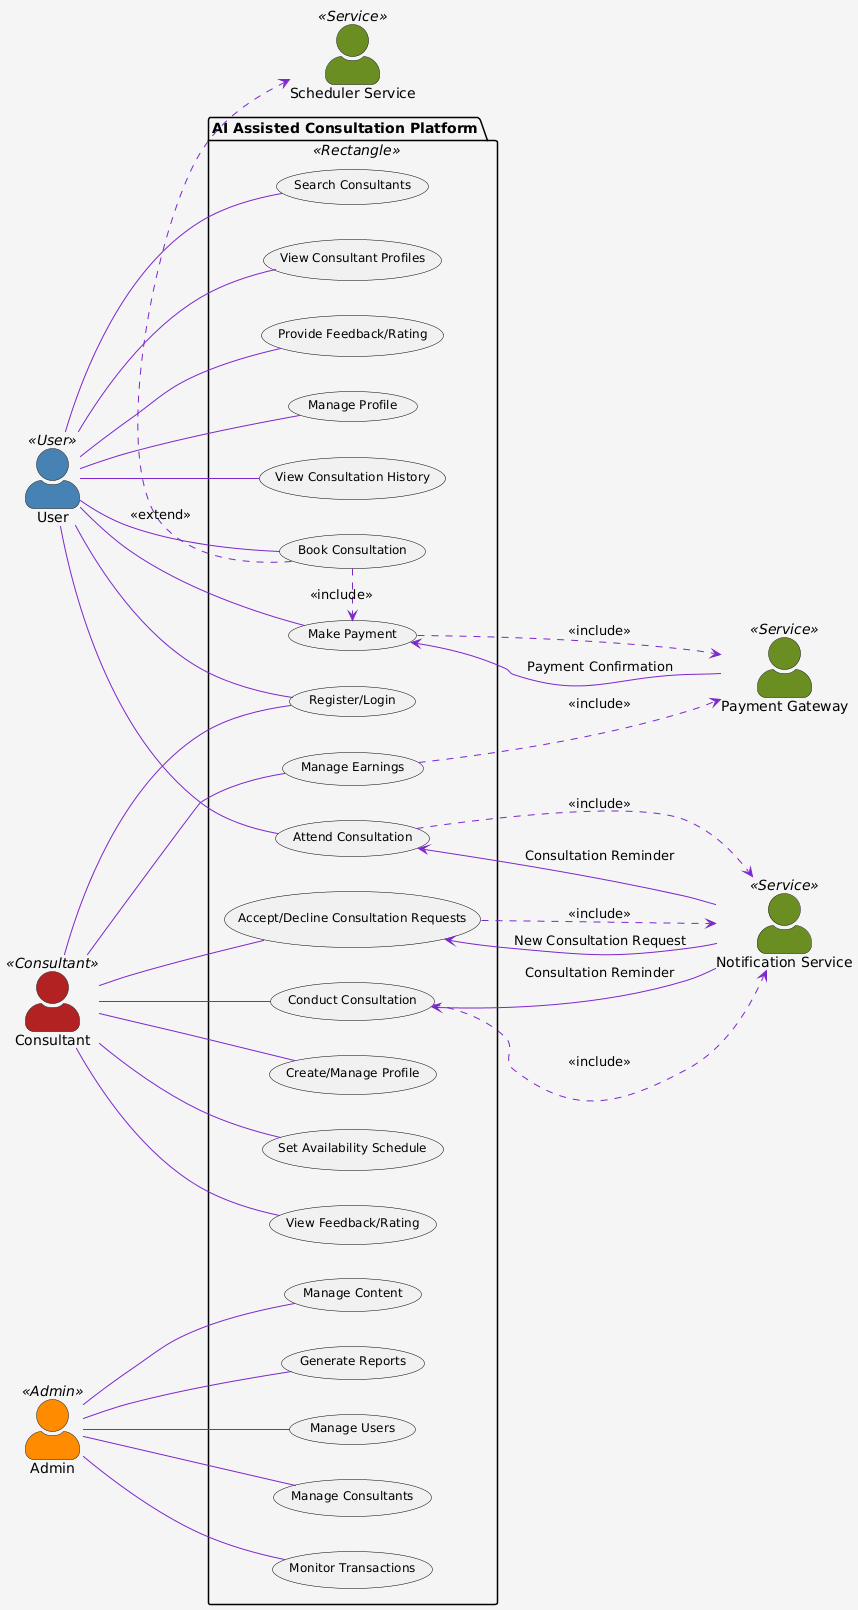 «Service»
Scheduler Service
AI Assisted Consultation Platform
«Rectangle»
Search Consultants
View Consultant Profiles
Provide Feedback/Rating
Manage Profile
«User»
User
View Consultation History
«extend»
Book Consultation
«include»
Make Payment
«include»
Payment Confirmation
«include»
«Service»
Payment Gateway
Register/Login
Manage Earnings
Attend Consultation
«include»
Consultation Reminder
«Service»
Notification Service
Accept/Decline Consultation Requests
«include»
New Consultation Request
Consultation Reminder
«Consultant»
Consultant
Conduct Consultation
«include»
Create/Manage Profile
Set Availability Schedule
View Feedback/Rating
Manage Content
Generate Reports
«Admin»
Admin
Manage Users
Manage Consultants
Monitor Transactions